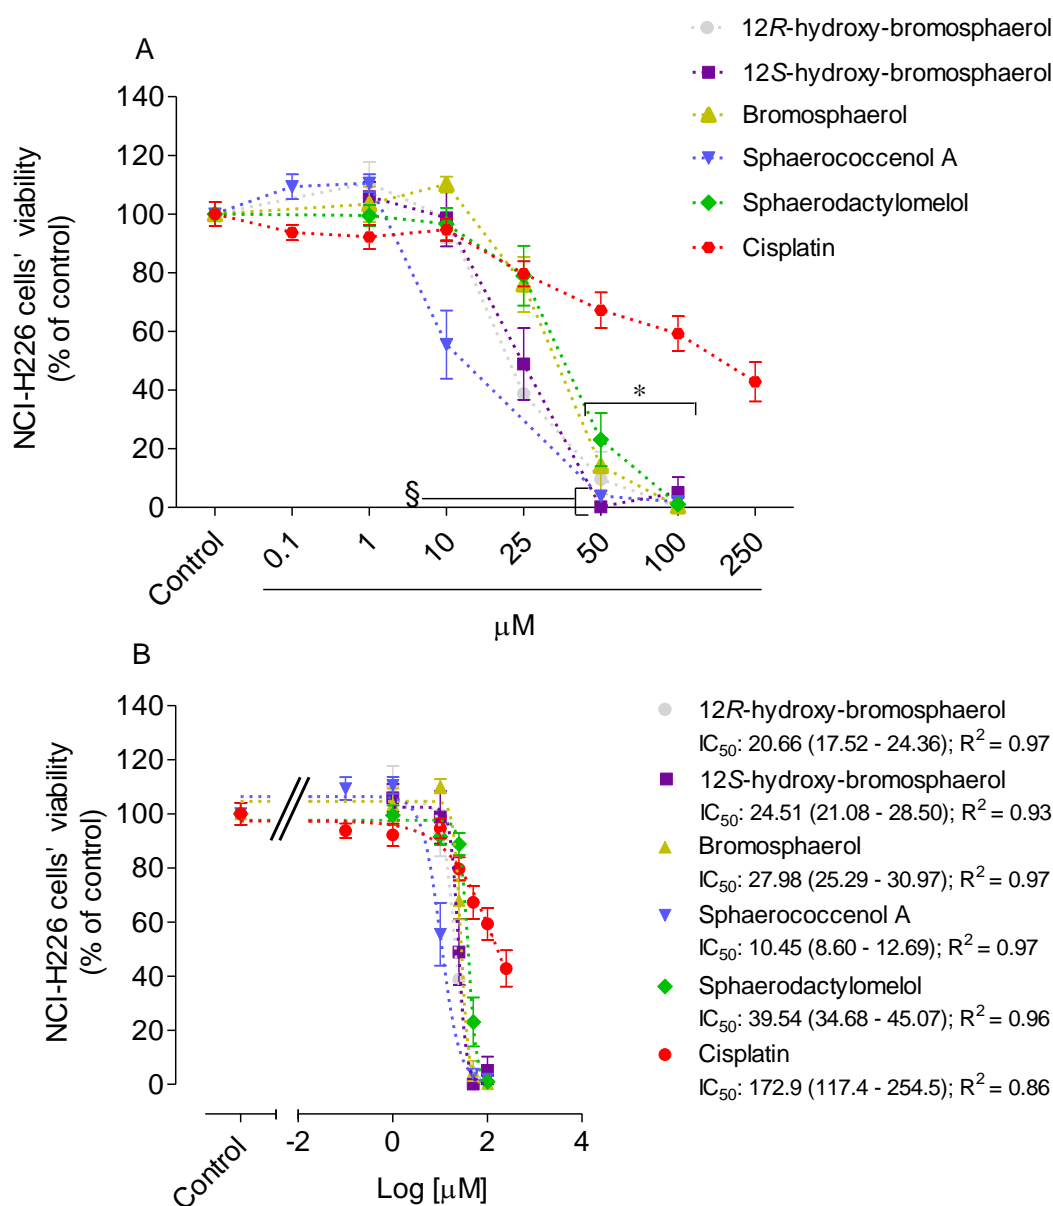 A
12R-hydroxy-bromosphaerol
12S-hydroxy-bromosphaerol
Bromosphaerol
Sphaerococcenol A
Sphaerodactylomelol
Cisplatin
NCI-H226 cells' viability
(% of control)
140
120
100
80
60
40
20
0
*
§
Control
0.1
1
10
25
50
100
250
μM
B
NCI-H226 cells' viability
(% of control)
140
120
100
80
60
40
20
0
Control
-2
0
2
4
Log [μM]
12R-hydroxy-bromosphaerol
IC50: 20.66 (17.52 - 24.36); R2 = 0.97
12S-hydroxy-bromosphaerol
IC50: 24.51 (21.08 - 28.50); R2 = 0.93
Bromosphaerol
IC50: 27.98 (25.29 - 30.97); R2 = 0.97
Sphaerococcenol A
IC50: 10.45 (8.60 - 12.69); R2 = 0.97
Sphaerodactylomelol
IC50: 39.54 (34.68 - 45.07); R2 = 0.96
Cisplatin
IC50: 172.9 (117.4 - 254.5); R2 = 0.86